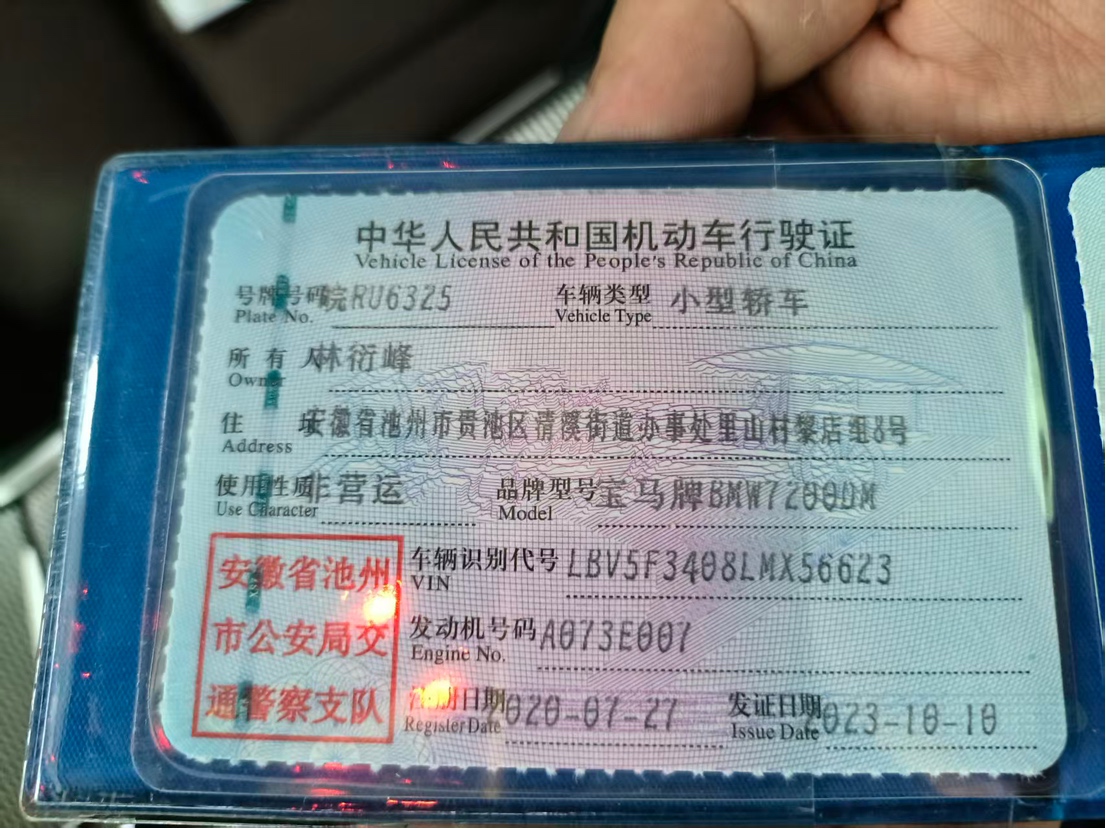 中华人民共和国机动车行驶证
Vehicle License of the People's Republic of China
号牌号码 皖RU6325 车辆类型 小型轿车
Plate No. Vehicle Type
所有人 林衍峰
Owner
住址 安徽省池州市贵池区清溪街道办事处里山村黎店组8号
Address
使用性质 非营运 品牌型号 宝马牌BMW7200DM
Use Character Model
安徽省池州
市公安局交
通警察支队
车辆识别代号 LBV5F3408LMX56623
VIN
发动机号码 A073E007
Engine No.
注册日期 2020-07-27 发证日期 2023-10-10
Register Date Issue Date